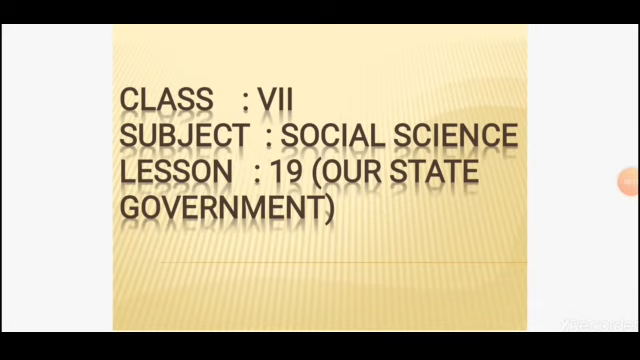 CLASS : VII
SUBJECT : SOCIAL SCIENCE
LESSON : 19 (OUR STATE
GOVERNMENT)